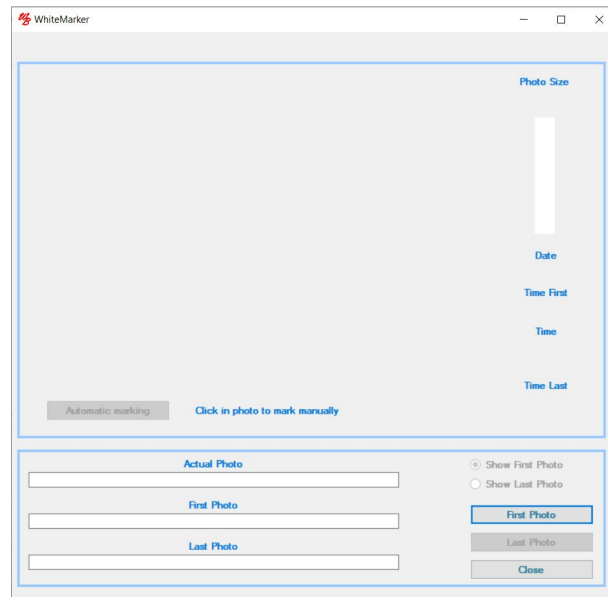 WhiteMarker
Photo Size
Date
Time First
Time
Time Last
Automatic marking
Click in photo to mark manually
Actual Photo
Show First Photo
Show Last Photo
First Photo
First Photo
Last Photo
Last Photo
Close